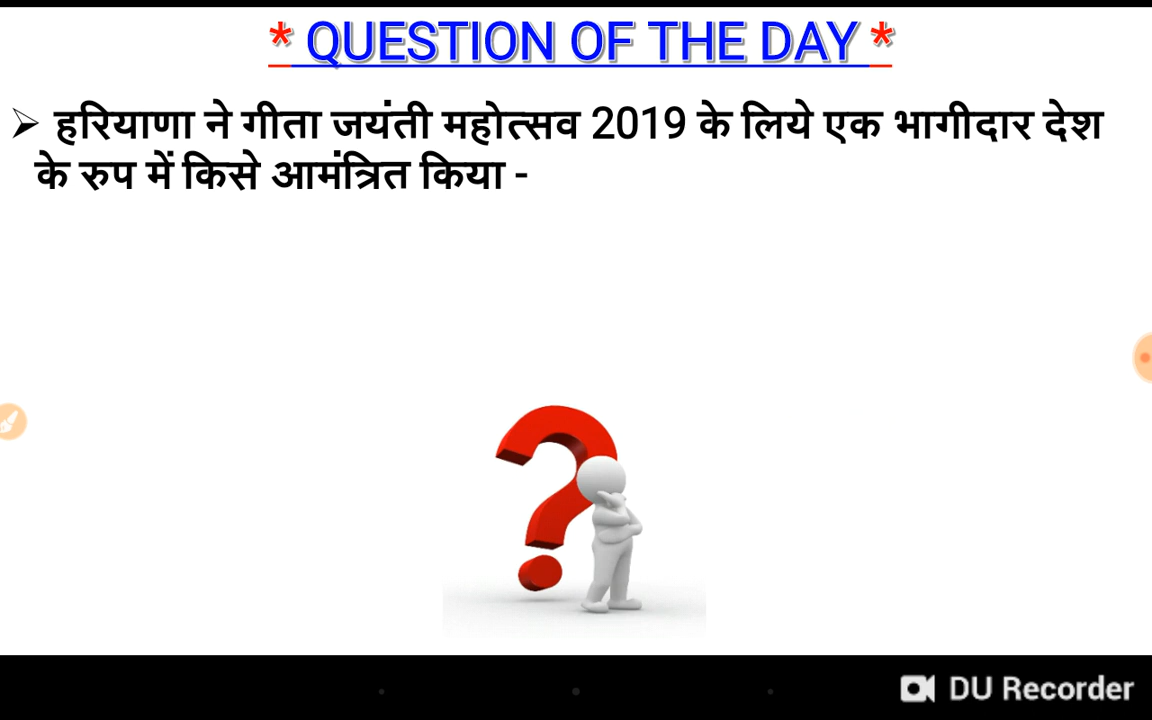 * QUESTION OF THE DAY *
➢ हरियाणा ने गीता जयंती महोत्सव 2019 के लिये एक भागीदार देश
के रुप में किसे आमंत्रित किया -
DU Recorder